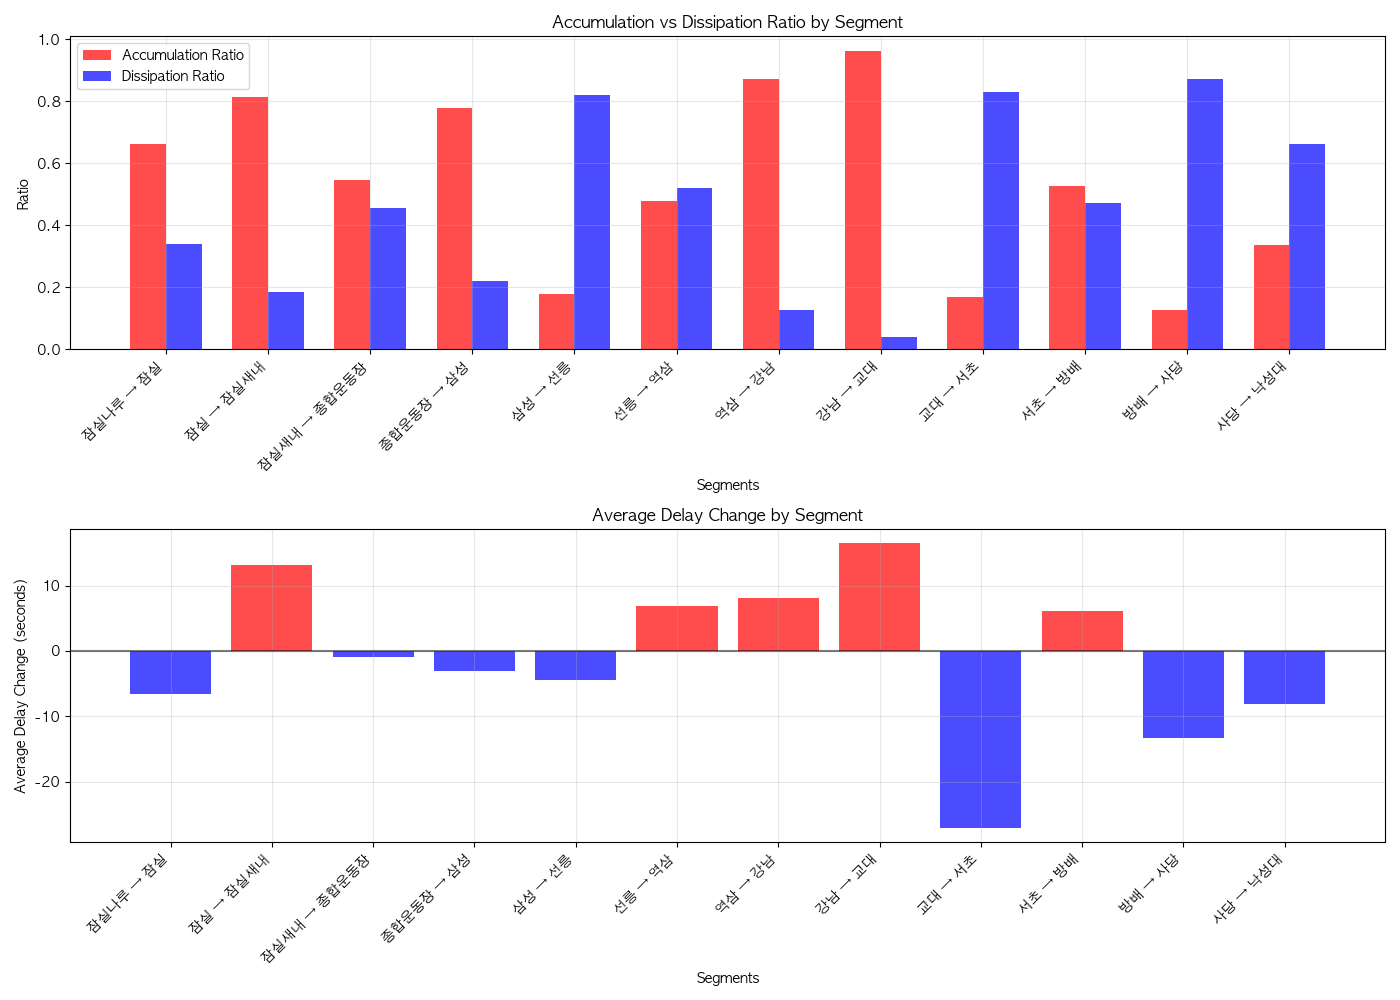 Accumulation vs Dissipation Ratio by Segment
Accumulation Ratio
Dissipation Ratio
Ratio
1.0
0.8
0.6
0.4
0.2
0.0
잠실나루 → 잠실
잠실 → 잠실새내
잠실새내 → 종합운동장
종합운동장 → 삼성
삼성 → 선릉
선릉 → 역삼
역삼 → 강남
강남 → 교대
교대 → 서초
서초 → 방배
방배 → 사당
사당 → 낙성대
Segments
Average Delay Change by Segment
Average Delay Change (seconds)
10
0
-10
-20
잠실나루 → 잠실
잠실 → 잠실새내
잠실새내 → 종합운동장
종합운동장 → 삼성
삼성 → 선릉
선릉 → 역삼
역삼 → 강남
강남 → 교대
교대 → 서초
서초 → 방배
방배 → 사당
사당 → 낙성대
Segments